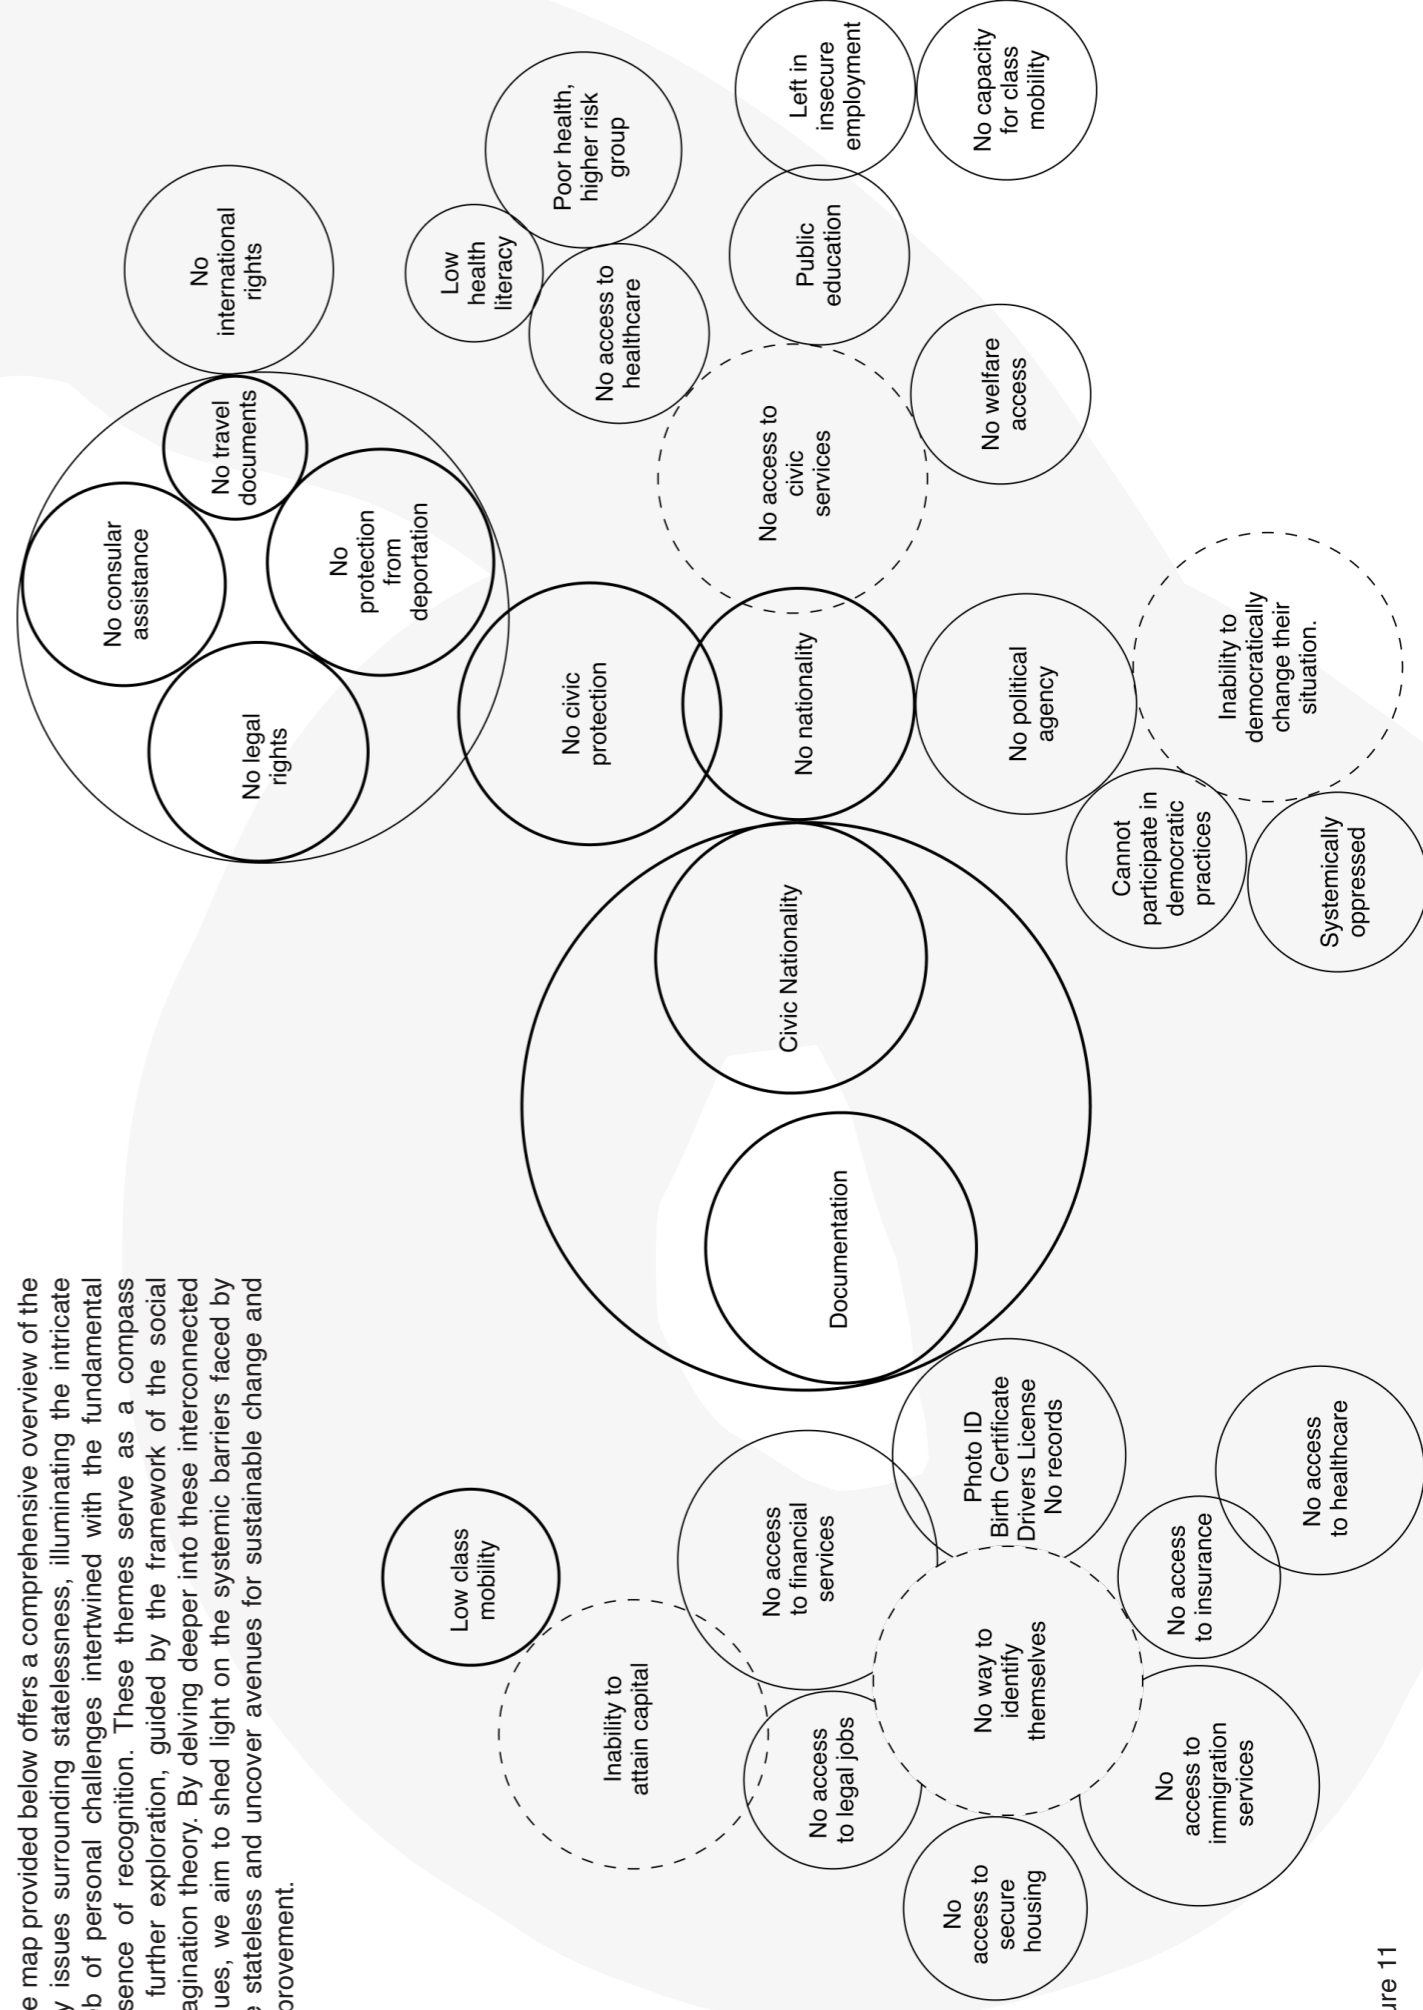 e map provided below offers a comprehensive overview of the
y issues surrounding statelessness, illuminating the intricate
b of personal challenges intertwined with the fundamental
sence of recognition. These themes serve as a compass
further exploration, guided by the framework of the social
agination theory. By delving deeper into these interconnected
ues, we aim to shed light on the systemic barriers faced by
e stateless and uncover avenues for sustainable change and
provement.
Low class
mobility
Inability to
attain capital
No access
to financial
services
No access
to legal jobs
Photo ID
Birth Certificate
Drivers License
No records
No way to
identify
themselves
No
access to
secure
housing
No access
to insurance
No access
to healthcare
No
access to
immigration
services
Documentation
Civic Nationality
No nationality
No civic
protection
No legal
rights
No consular
assistance
No
protection
from
deportation
No travel
documents
No
international
rights
No access to
civic
services
No access to
healthcare
Low
health
literacy
Poor health,
higher risk
group
Public
education
Left in
insecure
employment
No capacity
for class
mobility
No welfare
access
No political
agency
Cannot
participate in
democratic
practices
Inability to
democratically
change their
situation.
Systemically
oppressed
ure 11